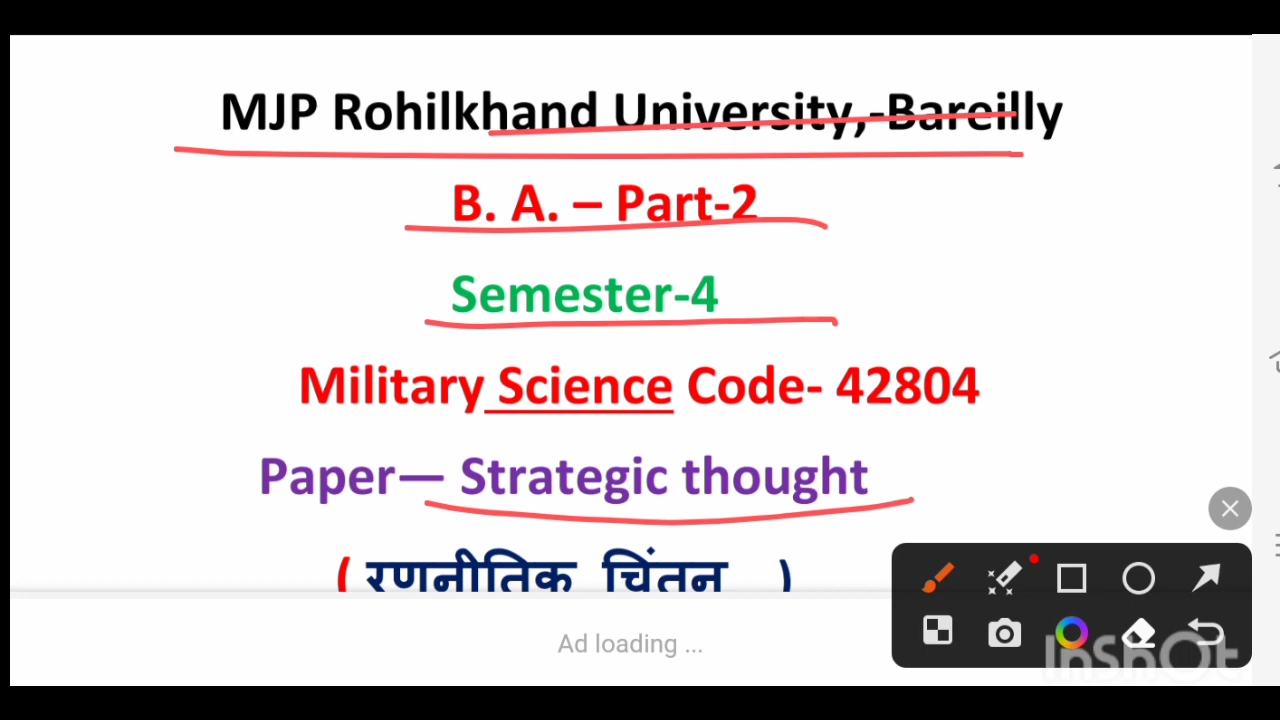 MJP Rohilkhand University,-Bareilly
B. A. – Part-2
Semester-4
Military Science Code- 42804
Paper— Strategic thought
( रणनीतिक चिंतन )
Ad loading ...
InShOt